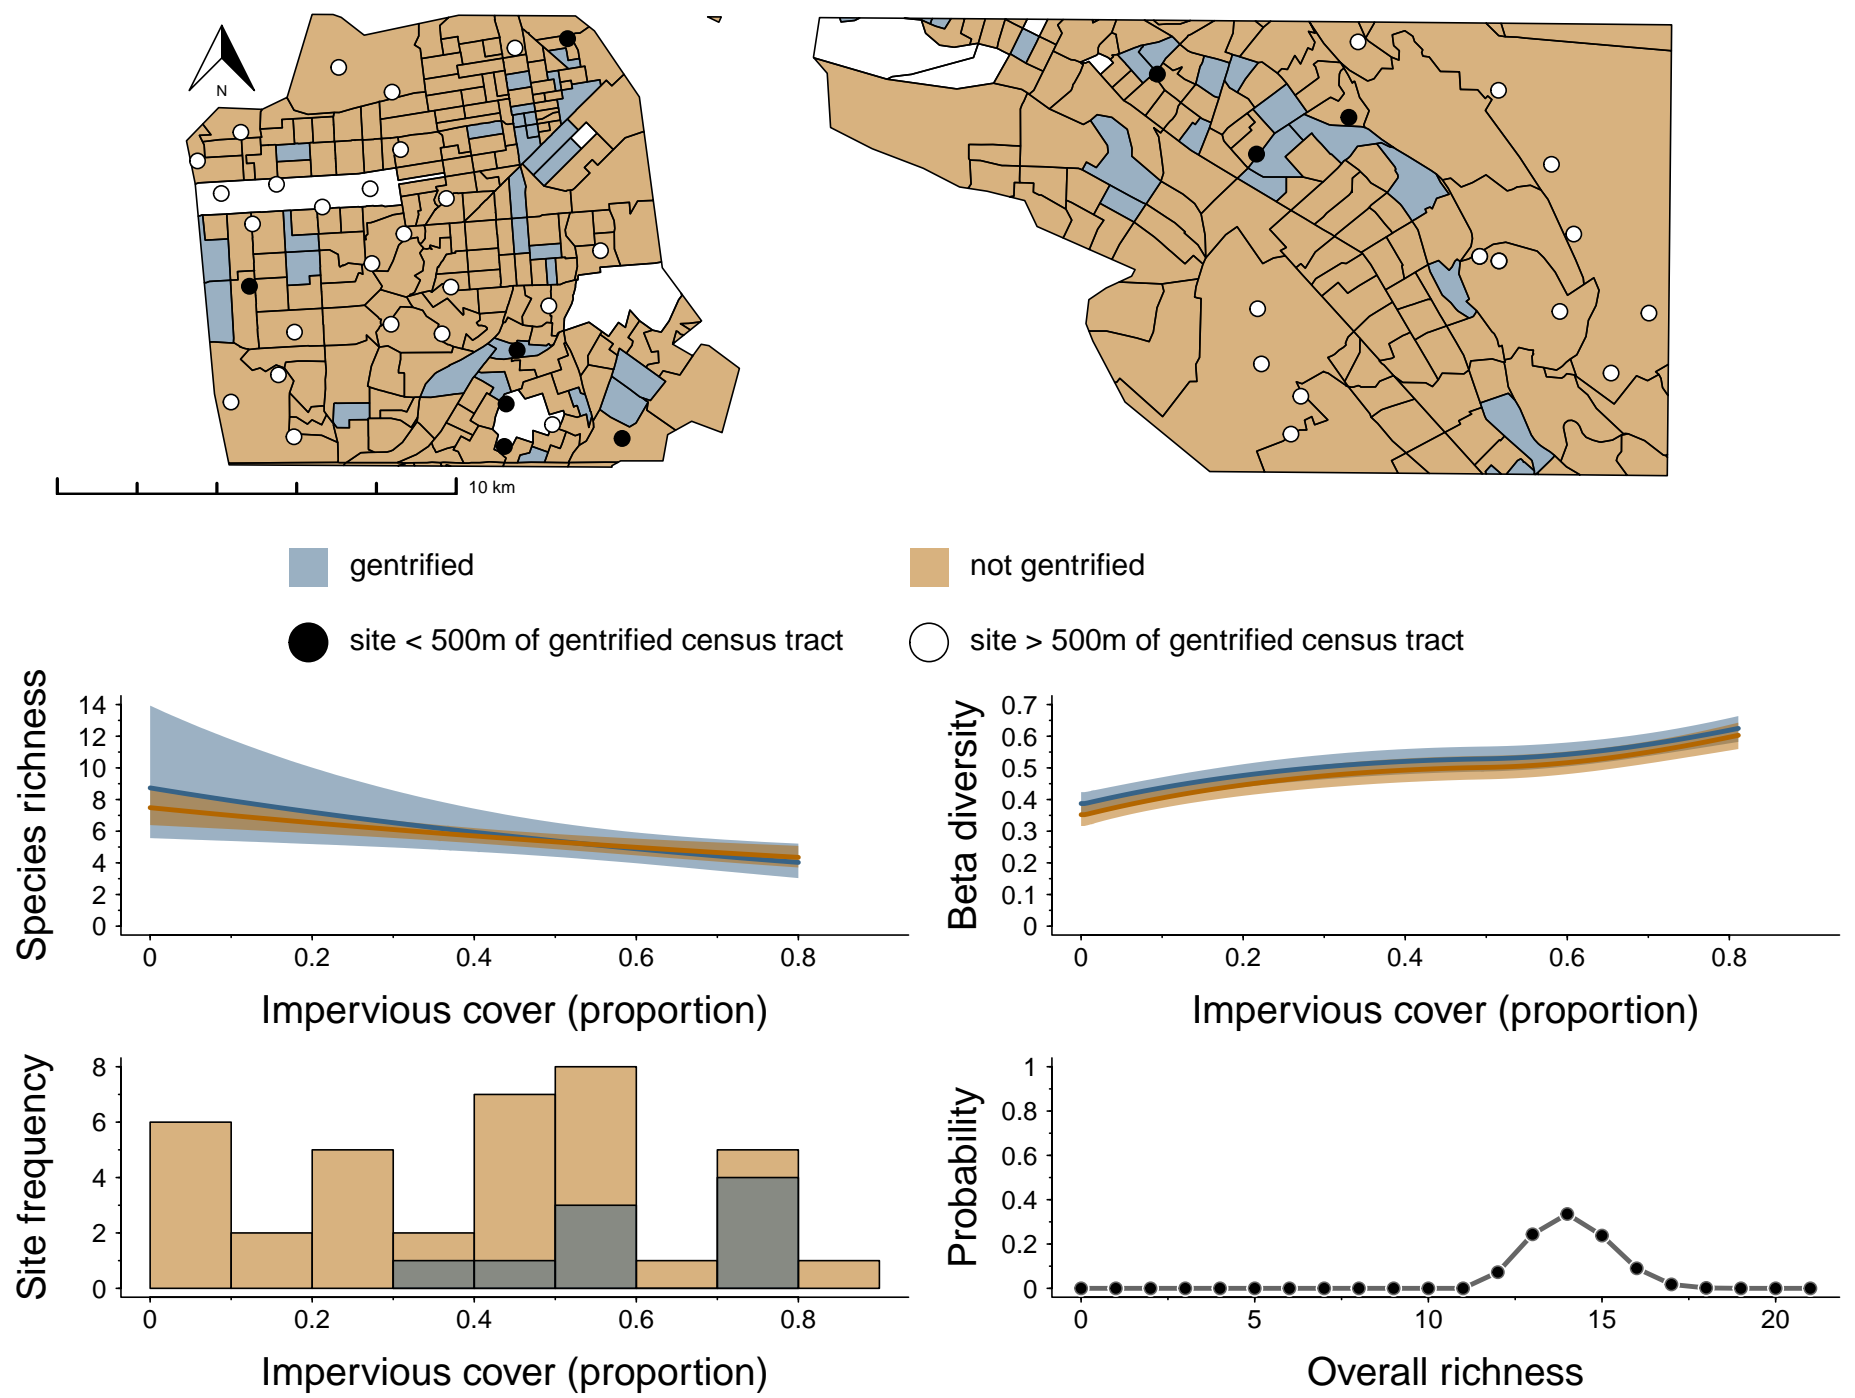 N
10 km
gentrified
not gentrified
site < 500m of gentrified census tract
site > 500m of gentrified census tract
Species richness
14
12
10
8
6
4
2
0
0 0.2 0.4 0.6 0.8
Impervious cover (proportion)
Beta diversity
0.7
0.6
0.5
0.4
0.3
0.2
0.1
0
0 0.2 0.4 0.6 0.8
Impervious cover (proportion)
Site frequency
8
6
4
2
0
0 0.2 0.4 0.6 0.8
Impervious cover (proportion)
Probability
1
0.8
0.6
0.4
0.2
0
0 5 10 15 20
Overall richness